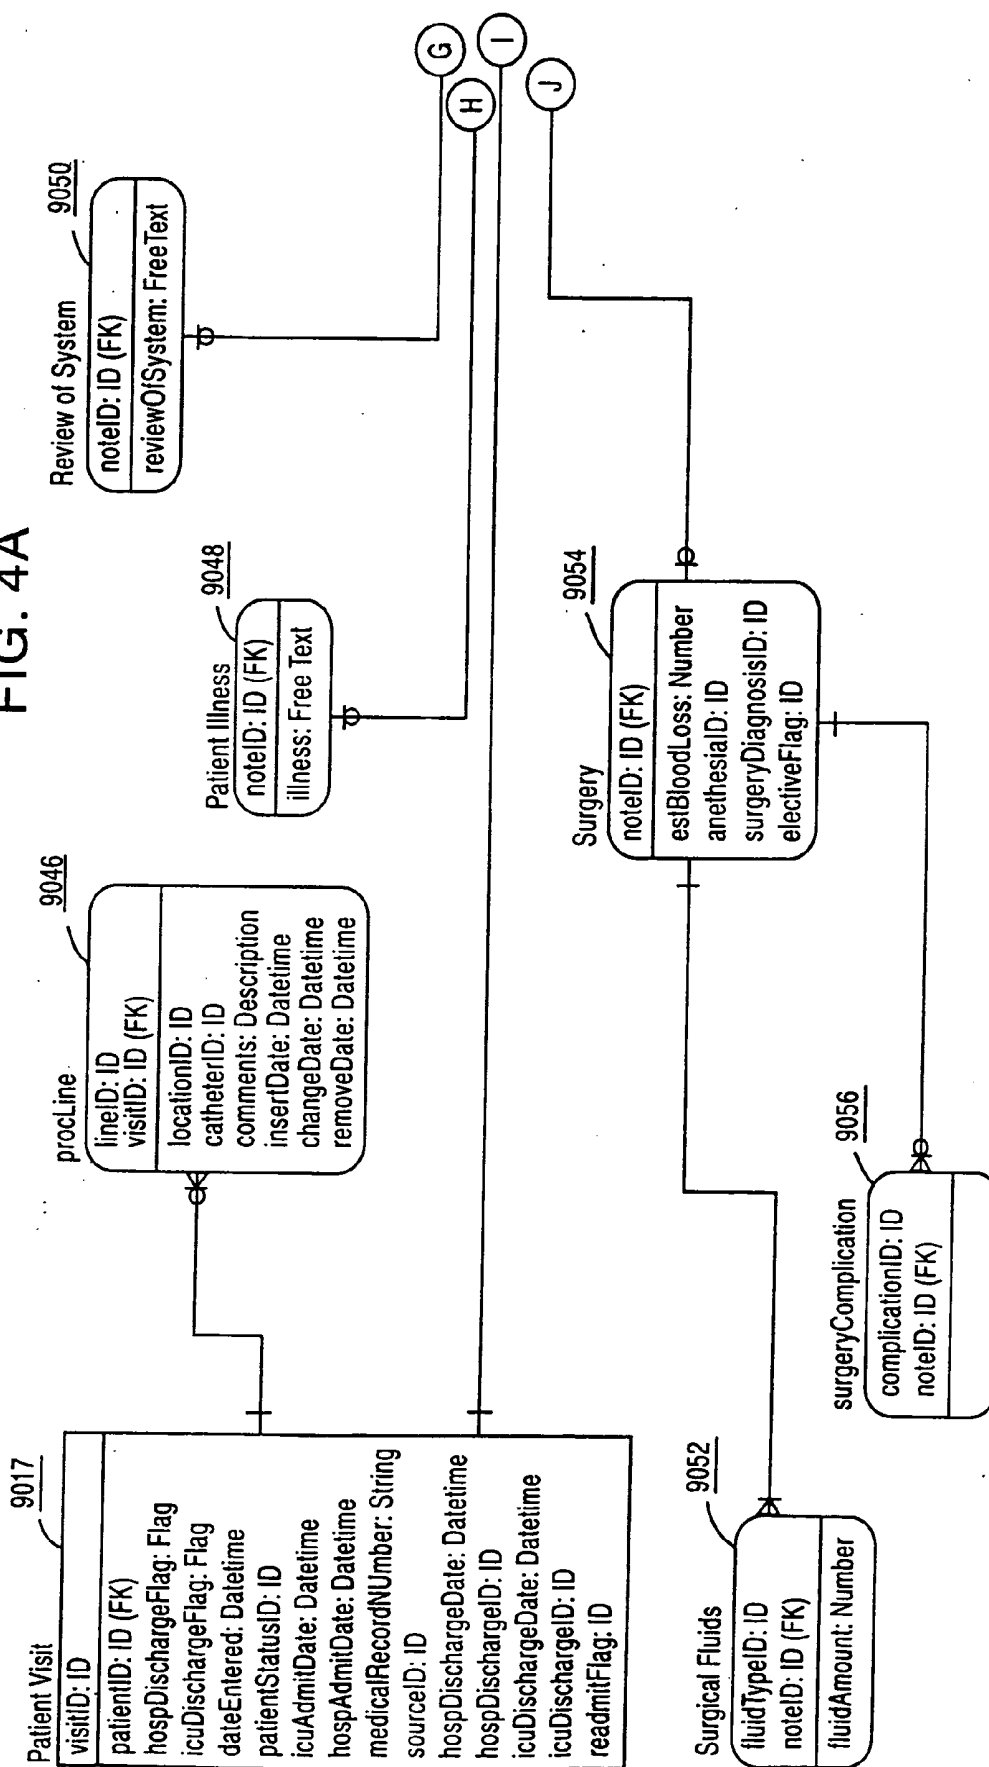 FIG. 4A
Patient Visit
9017
visitID: ID
patientID: ID (FK)
hospDischargeFlag: Flag
icuDischargeFlag: Flag
dateEntered: Datetime
patientStatusID: ID
icuAdmitDate: Datetime
hospAdmitDate: Datetime
medicalRecordNUmber: String
sourceID: ID
hospDischargeDate: Datetime
hospDischargeID: ID
icuDischargeDate: Datetime
icuDischargeID: ID
readmitFlag: ID
procLine
9046
lineID: ID
visitID: ID (FK)
locationID: ID
catheterID: ID
comments: Description
insertDate: Datetime
changeDate: Datetime
removeDate: Datetime
Patient Illness
9048
noteID: ID (FK)
illness: Free Text
Review of System
9050
noteID: ID (FK)
reviewOfSystem: FreeText
G
H
I
J
Surgery
9054
noteID: ID (FK)
estBloodLoss: Number
anethesiaID: ID
surgeryDiagnosisID: ID
electiveFlag: ID
Surgical Fluids
9052
fluidTypeID: ID
noteID: ID (FK)
fluidAmount: Number
surgeryComplication
9056
complicationID: ID
noteID: ID (FK)